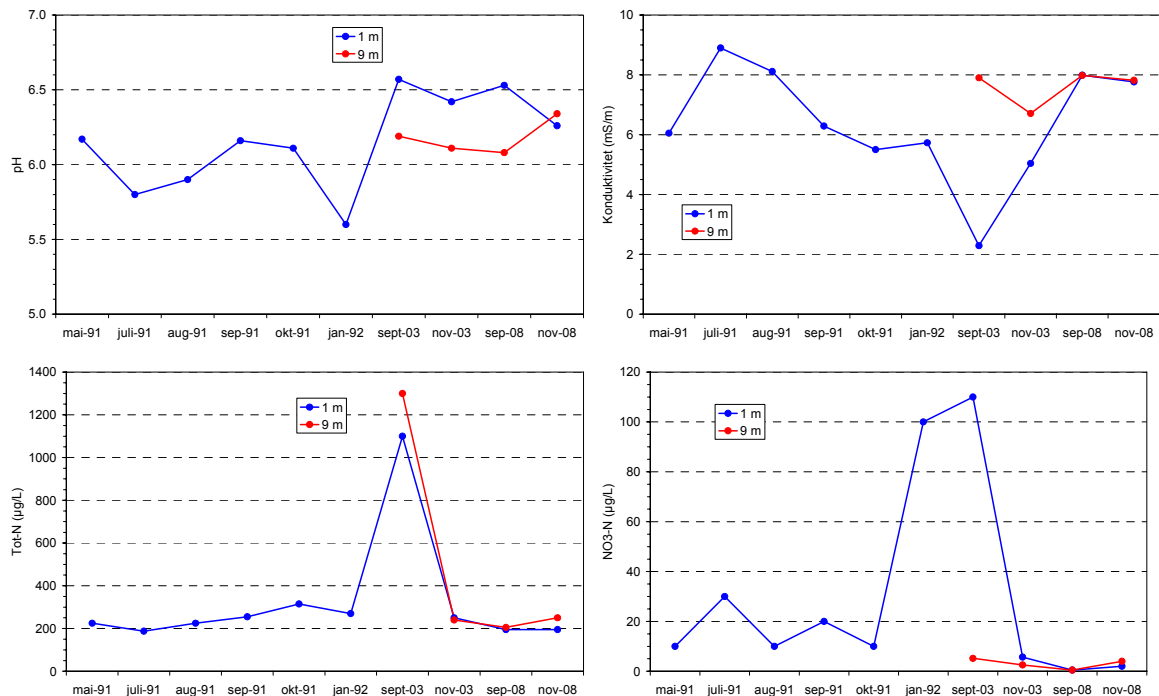 7.0
6.5
6.0
5.5
5.0
pH
1 m
9 m
mai-91 juli-91 aug-91 sep-91 okt-91 jan-92 sept-03 nov-03 sep-08 nov-08
10
8
6
4
2
0
Konduktivitet (mS/m)
1 m
9 m
mai-91 juli-91 aug-91 sep-91 okt-91 jan-92 sept-03 nov-03 sep-08 nov-08
1400
1200
1000
800
600
400
200
0
Tot-N (µg/L)
1 m
9 m
mai-91 juli-91 aug-91 sep-91 okt-91 jan-92 sept-03 nov-03 sep-08 nov-08
120
100
80
60
40
20
0
NO3-N (µg/L)
1 m
9 m
mai-91 juli-91 aug-91 sep-91 okt-91 jan-92 sept-03 nov-03 sep-08 nov-08